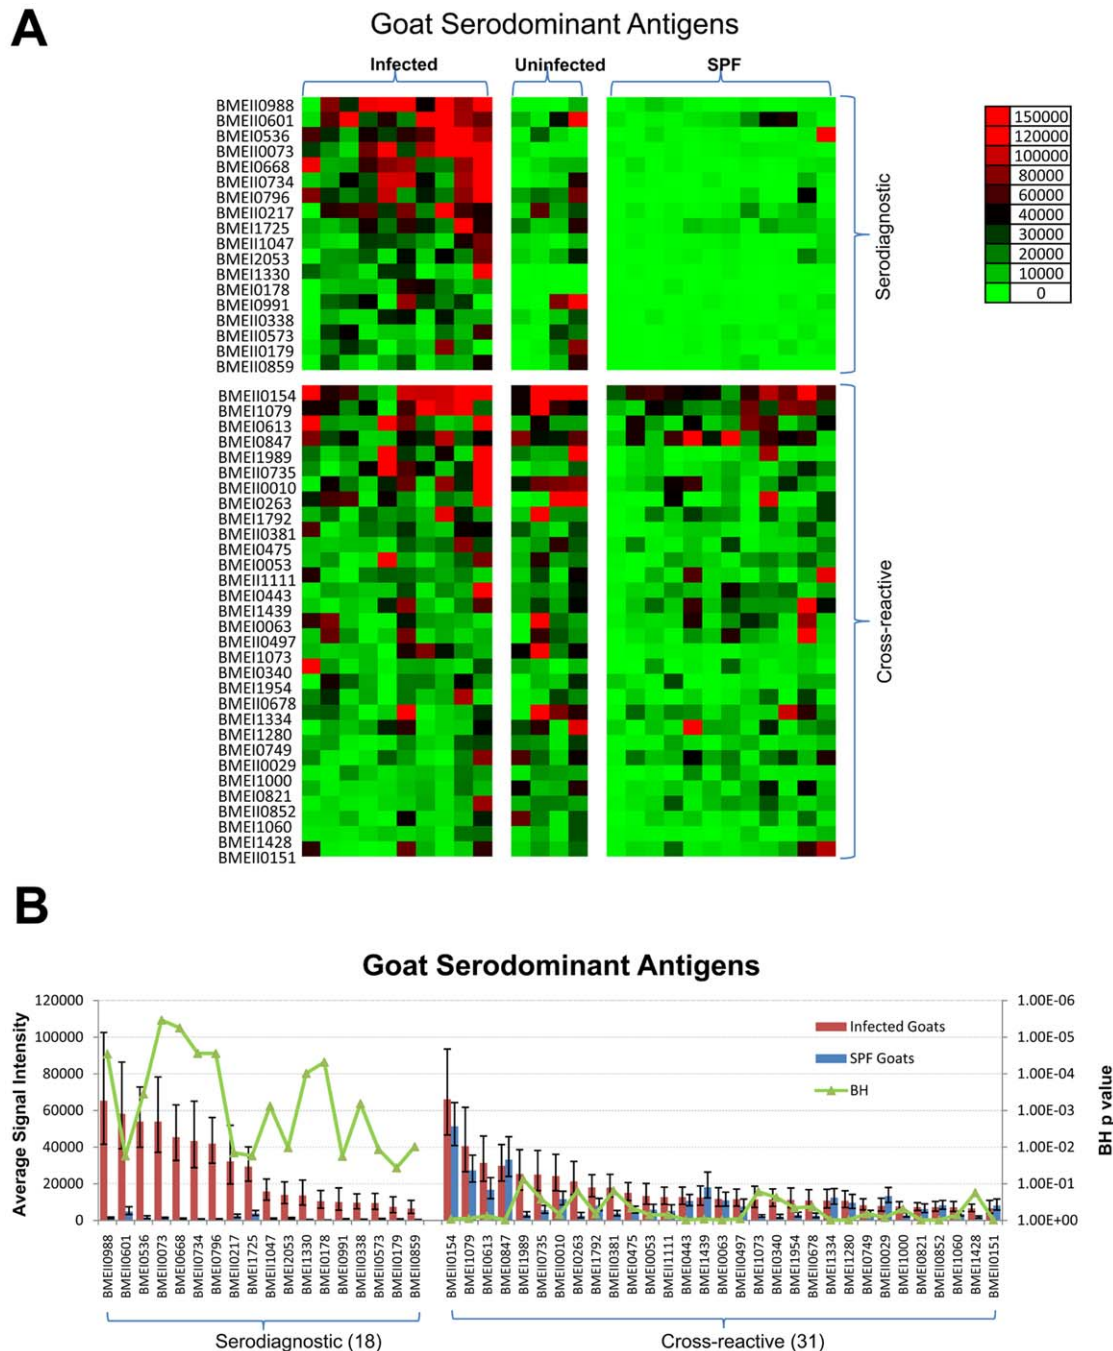 A
Goat Serodominant Antigens
Infected
Uninfected
SPF
BMEII0988
BMEII0601
BMEI0536
BMEII0073
BMEI0668
BMEII0734
BMEI0796
BMEII0217
BMEI1725
BMEII1047
BMEI2053
BMEI1330
BMEI0178
BMEI0991
BMEII0338
BMEII0573
BMEII0179
BMEII0859
Serodiagnostic
150000
120000
100000
80000
60000
40000
30000
20000
10000
0
BMEII0154
BMEI1079
BMEI0613
BMEI0847
BMEI1989
BMEII0735
BMEII0010
BMEI0263
BMEI1792
BMEII0381
BMEI0475
BMEI0053
BMEII1111
BMEI0443
BMEI1439
BMEI0063
BMEII0497
BMEI1073
BMEI0340
BMEI1954
BMEII0678
BMEI1334
BMEI1280
BMEI0749
BMEII0029
BMEI1000
BMEI0821
BMEII0852
BMEI1060
BMEI1428
BMEII0151
Cross-reactive
B
Goat Serodominant Antigens
Average Signal Intensity
120000
100000
80000
60000
40000
20000
0
Infected Goats
SPF Goats
BH
1.00E-06
1.00E-05
1.00E-04
1.00E-03
1.00E-02
1.00E-01
1.00E+00
BH p value
BMEII0988
BMEII0601
BMEI0536
BMEII0073
BMEI0668
BMEII0734
BMEI0796
BMEII0217
BMEI1725
BMEII1047
BMEI2053
BMEI1330
BMEI0178
BMEI0991
BMEII0338
BMEII0573
BMEII0179
BMEII0859
BMEII0154
BMEI1079
BMEI0613
BMEI0847
BMEI1989
BMEII0735
BMEII0010
BMEI0263
BMEI1792
BMEII0381
BMEI0475
BMEI0053
BMEII1111
BMEI0443
BMEI1439
BMEI0063
BMEII0497
BMEI1073
BMEI0340
BMEI1954
BMEII0678
BMEI1334
BMEI1280
BMEI0749
BMEII0029
BMEI1000
BMEI0821
BMEII0852
BMEI1060
BMEI1428
BMEII0151
Serodiagnostic (18)
Cross-reactive (31)